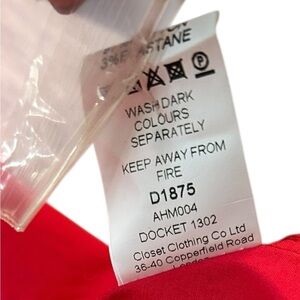 3% ELASTANE
P
WASH DARK
COLOURS
SEPARATELY
KEEP AWAY FROM
FIRE
D1875
AHM004
DOCKET 1302
Closet Clothing Co Ltd
36-40 Copperfield Road
London